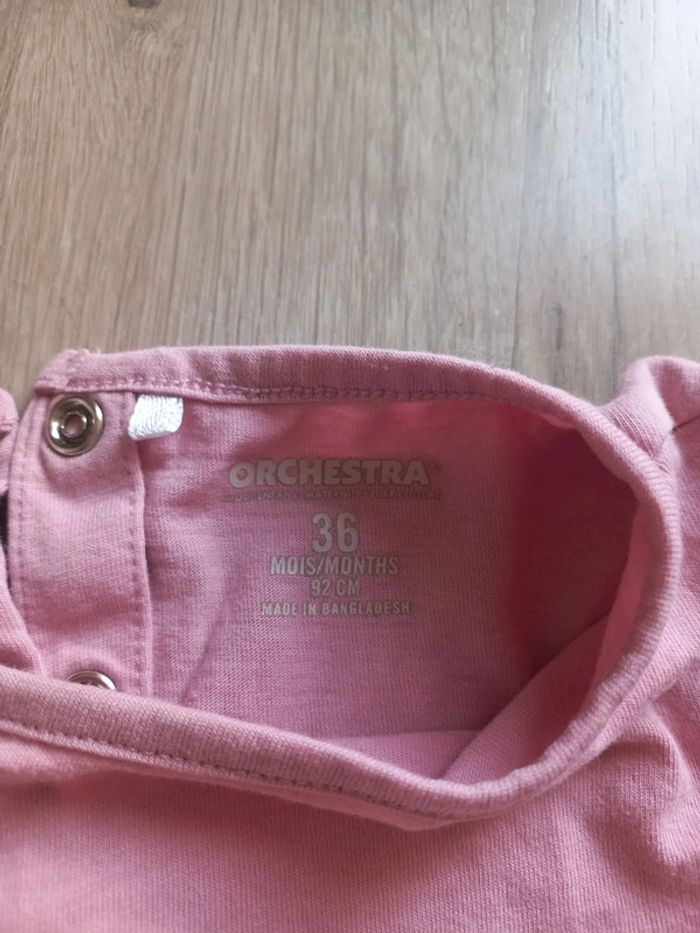 ORCHESTRA
36
MOIS/MONTHS
92 CM
MADE IN BANGLADESH